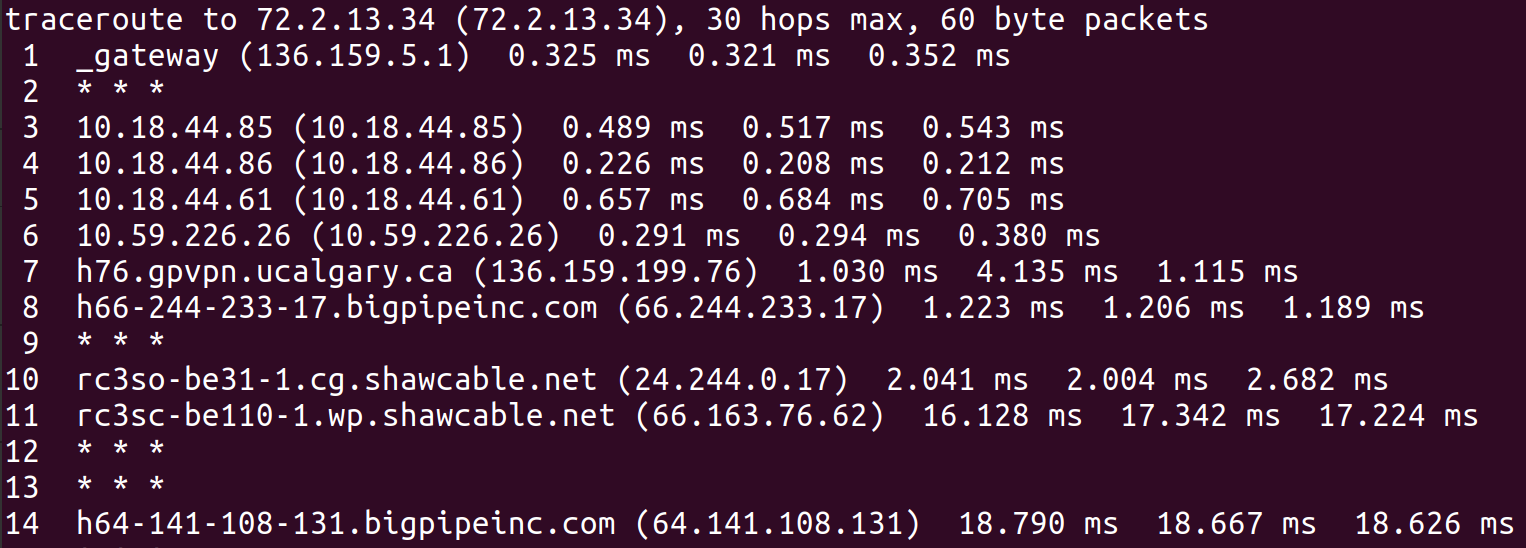 traceroute to 72.2.13.34 (72.2.13.34), 30 hops max, 60 byte packets
 1  _gateway (136.159.5.1)  0.325 ms  0.321 ms  0.352 ms
 2  * * *
 3  10.18.44.85 (10.18.44.85)  0.489 ms  0.517 ms  0.543 ms
 4  10.18.44.86 (10.18.44.86)  0.226 ms  0.208 ms  0.212 ms
 5  10.18.44.61 (10.18.44.61)  0.657 ms  0.684 ms  0.705 ms
 6  10.59.226.26 (10.59.226.26)  0.291 ms  0.294 ms  0.380 ms
 7  h76.gpvpn.ucalgary.ca (136.159.199.76)  1.030 ms  4.135 ms  1.115 ms
 8  h66-244-233-17.bigpipeinc.com (66.244.233.17)  1.223 ms  1.206 ms  1.189 ms
 9  * * *
10  rc3so-be31-1.cg.shawcable.net (24.244.0.17)  2.041 ms  2.004 ms  2.682 ms
11  rc3sc-be110-1.wp.shawcable.net (66.163.76.62)  16.128 ms  17.342 ms  17.224 ms
12  * * *
13  * * *
14  h64-141-108-131.bigpipeinc.com (64.141.108.131)  18.790 ms  18.667 ms  18.626 ms